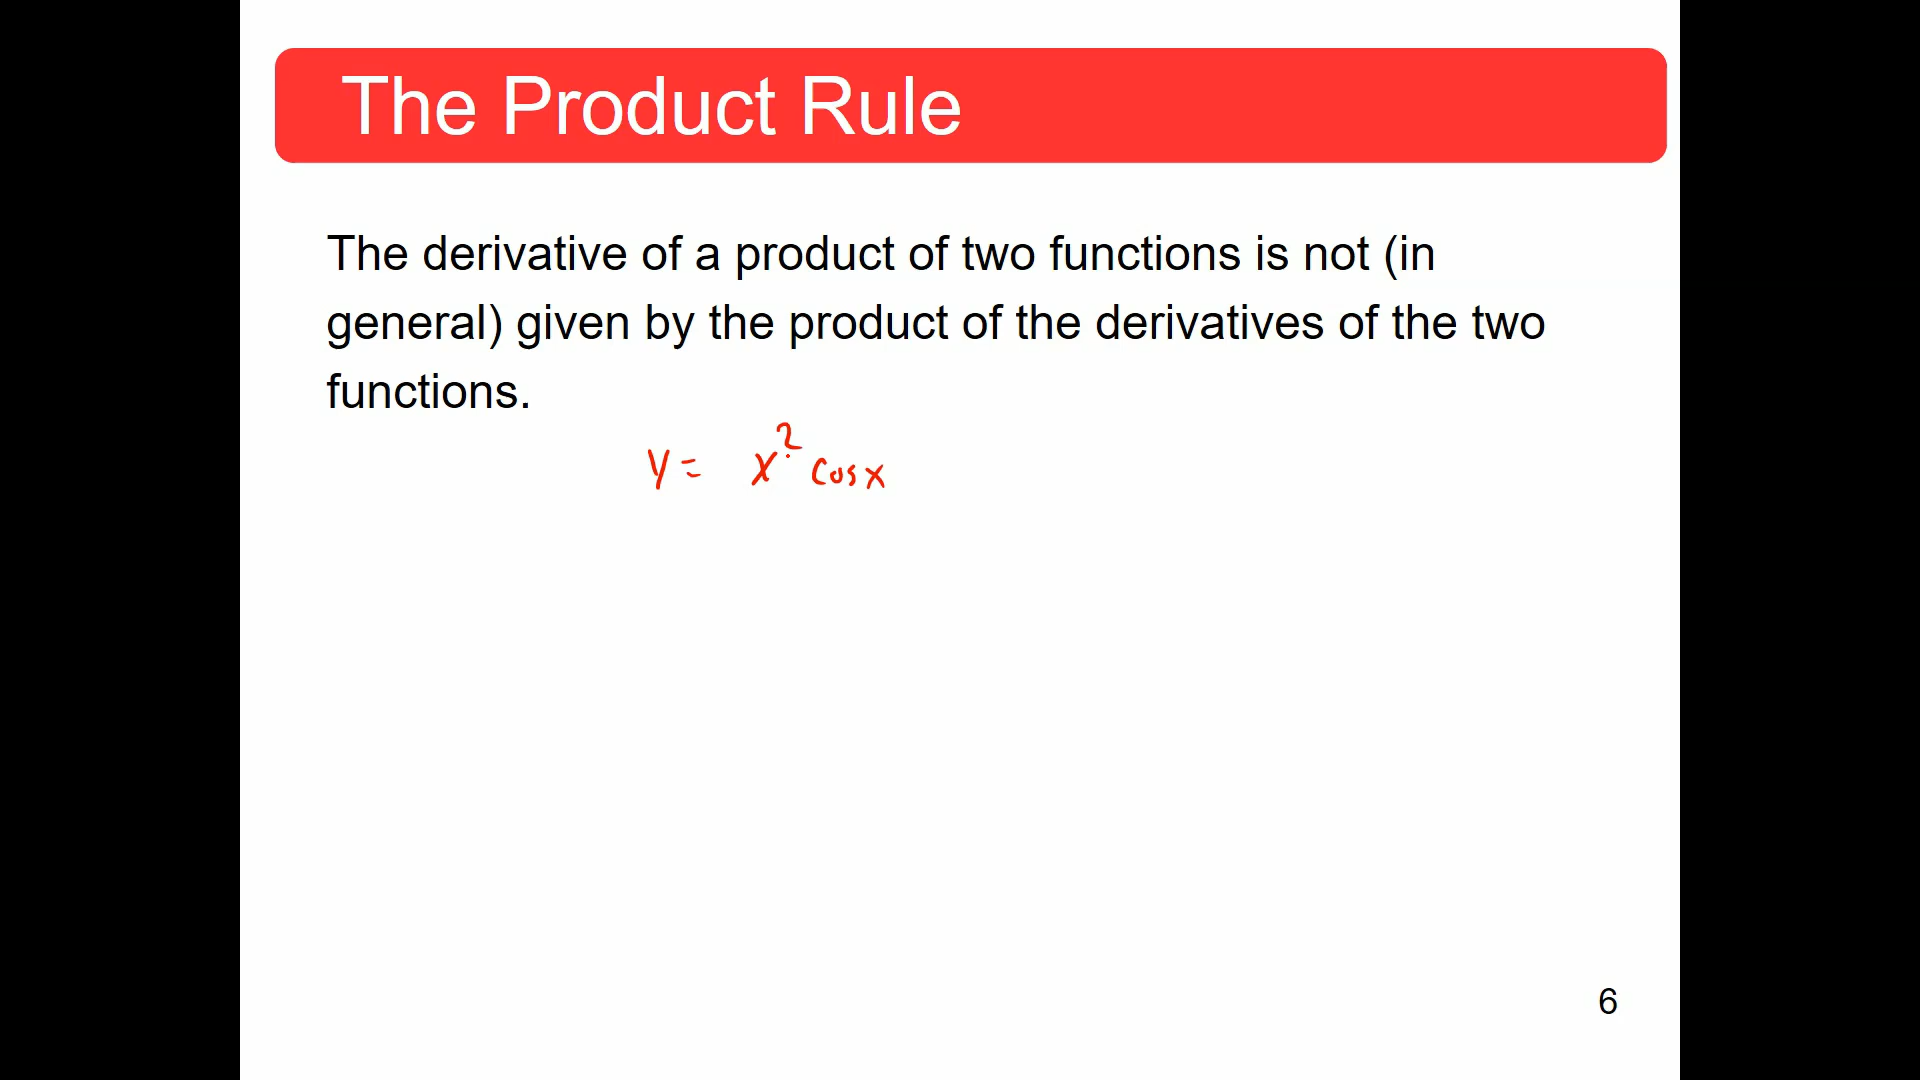 The Product Rule
The derivative of a product of two functions is not (in
general) given by the product of the derivatives of the two
functions.
y = x² cos x
6